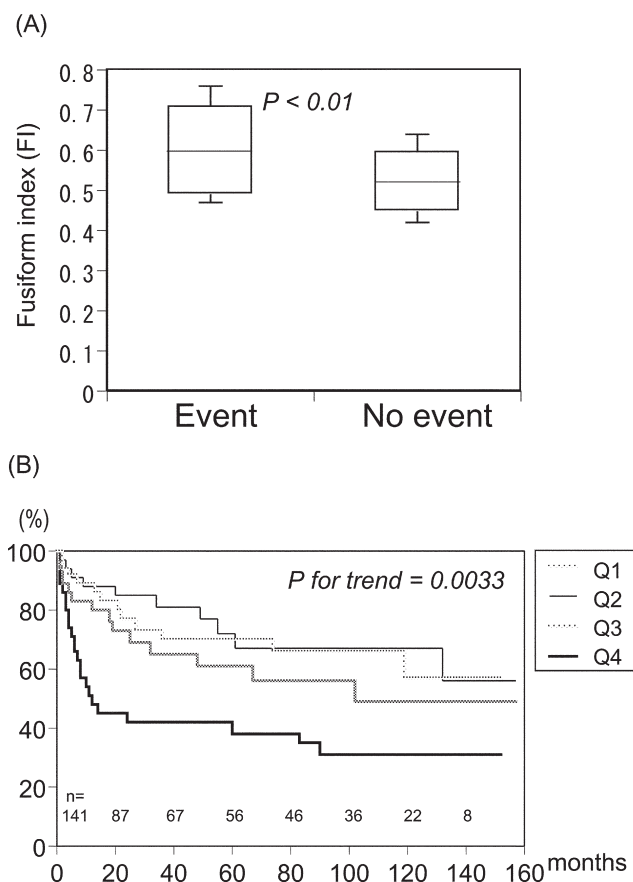 (A)
Fusiform index (FI)
0.8
0.7
0.6
0.5
0.4
0.3
0.2
0.1
0
P < 0.01
Event No event
(B)
(%)
100
80
60
40
20
0
P for trend = 0.0033
Q1
Q2
Q3
Q4
n=
141 87 67 56 46 36 22 8
0 20 40 60 80 100 120 140 160 months